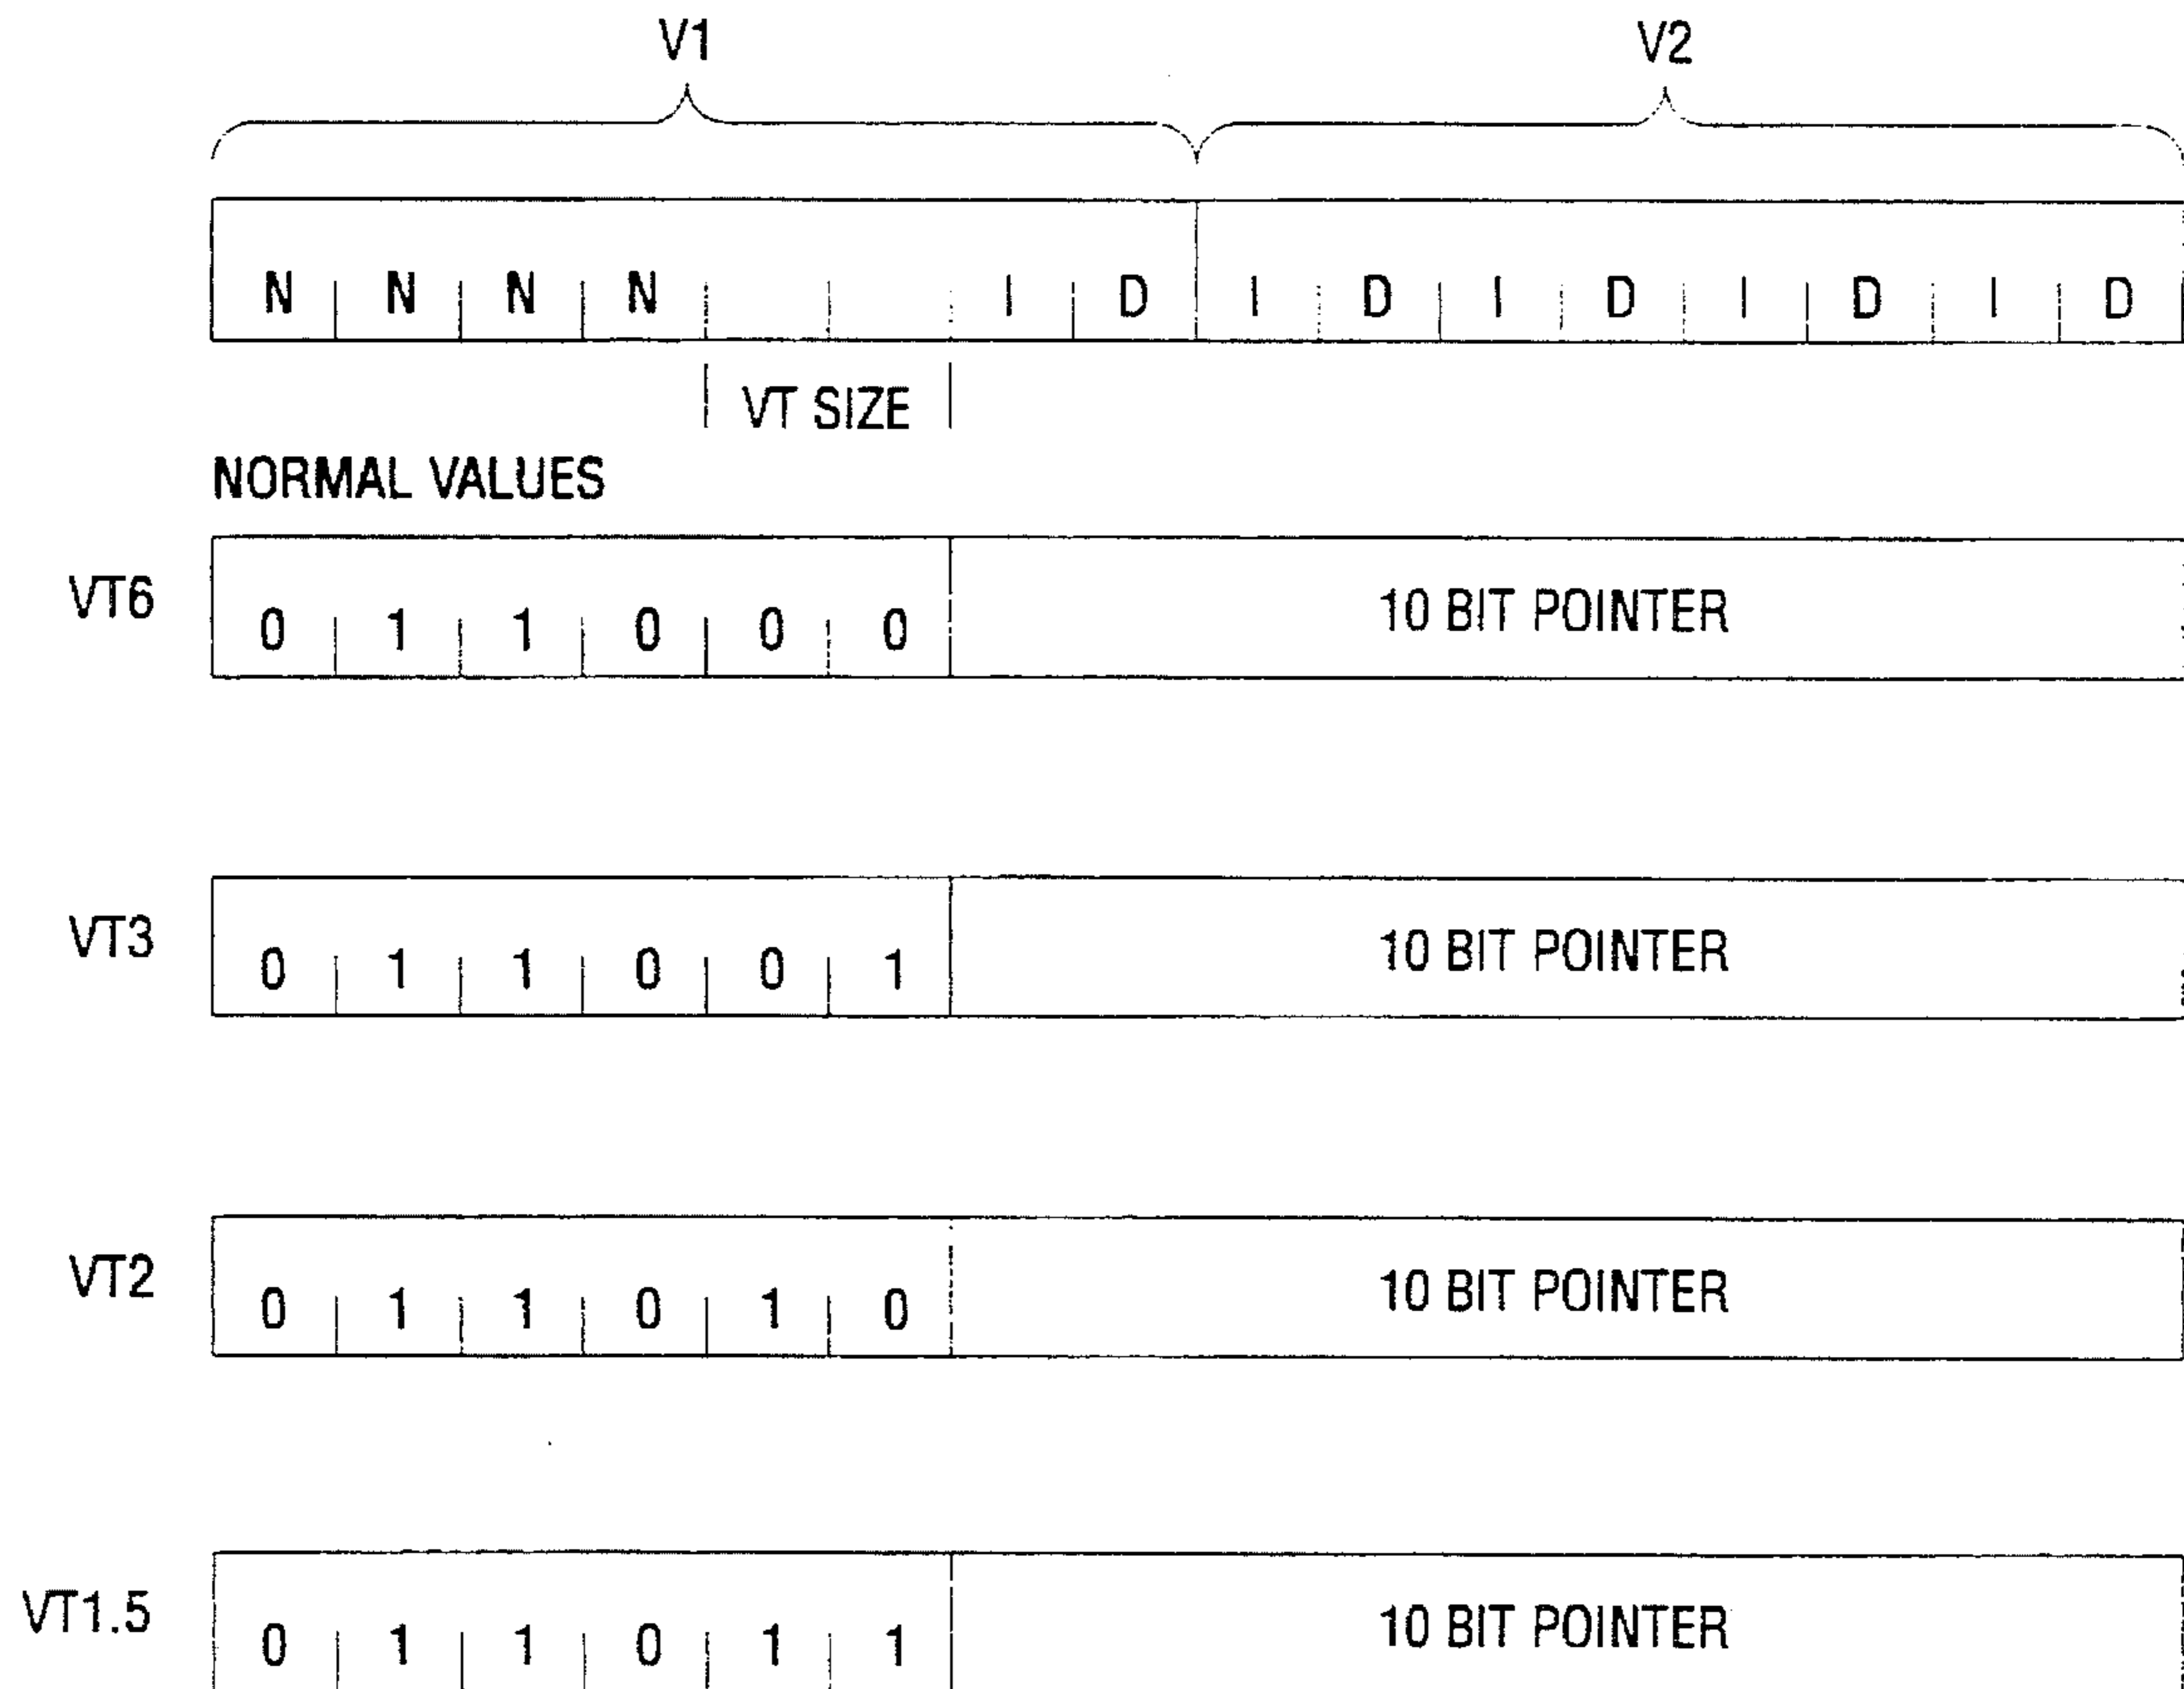 V1 V2
N N N N I D I D I D I D I D
VT SIZE
NORMAL VALUES
VT6 0 1 1 0 0 0 10 BIT POINTER
VT3 0 1 1 0 0 1 10 BIT POINTER
VT2 0 1 1 0 1 0 10 BIT POINTER
VT1.5 0 1 1 0 1 1 10 BIT POINTER